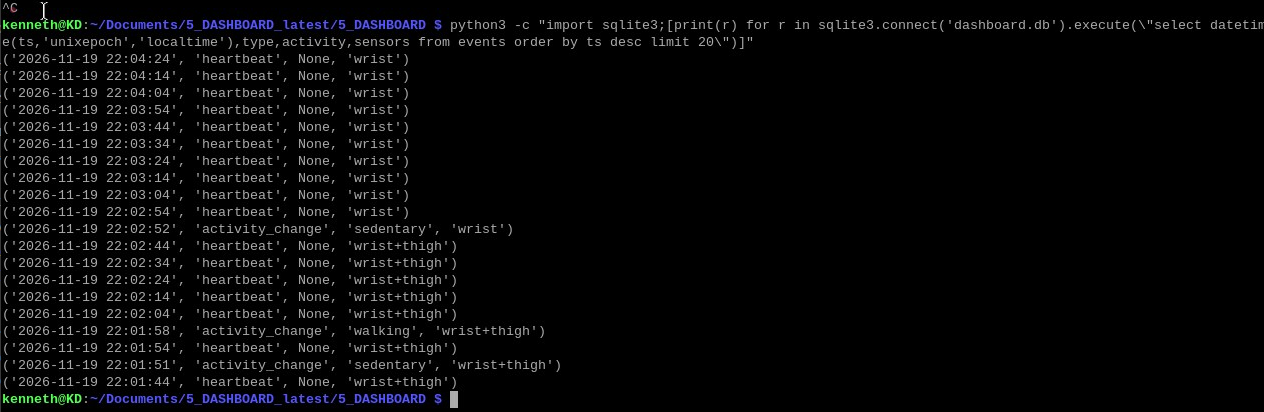 ^C
kenneth@KD:~/Documents/5_DASHBOARD_latest/5_DASHBOARD $ python3 -c "import sqlite3;[print(r) for r in sqlite3.connect('dashboard.db').execute(\"select datetim
e(ts,'unixepoch','localtime'),type,activity,sensors from events order by ts desc limit 20\")]"
('2026-11-19 22:04:24', 'heartbeat', None, 'wrist')
('2026-11-19 22:04:14', 'heartbeat', None, 'wrist')
('2026-11-19 22:04:04', 'heartbeat', None, 'wrist')
('2026-11-19 22:03:54', 'heartbeat', None, 'wrist')
('2026-11-19 22:03:44', 'heartbeat', None, 'wrist')
('2026-11-19 22:03:34', 'heartbeat', None, 'wrist')
('2026-11-19 22:03:24', 'heartbeat', None, 'wrist')
('2026-11-19 22:03:14', 'heartbeat', None, 'wrist')
('2026-11-19 22:03:04', 'heartbeat', None, 'wrist')
('2026-11-19 22:02:54', 'heartbeat', None, 'wrist')
('2026-11-19 22:02:52', 'activity_change', 'sedentary', 'wrist')
('2026-11-19 22:02:44', 'heartbeat', None, 'wrist+thigh')
('2026-11-19 22:02:34', 'heartbeat', None, 'wrist+thigh')
('2026-11-19 22:02:24', 'heartbeat', None, 'wrist+thigh')
('2026-11-19 22:02:14', 'heartbeat', None, 'wrist+thigh')
('2026-11-19 22:02:04', 'heartbeat', None, 'wrist+thigh')
('2026-11-19 22:01:58', 'activity_change', 'walking', 'wrist+thigh')
('2026-11-19 22:01:54', 'heartbeat', None, 'wrist+thigh')
('2026-11-19 22:01:51', 'activity_change', 'sedentary', 'wrist+thigh')
('2026-11-19 22:01:44', 'heartbeat', None, 'wrist+thigh')
kenneth@KD:~/Documents/5_DASHBOARD_latest/5_DASHBOARD $